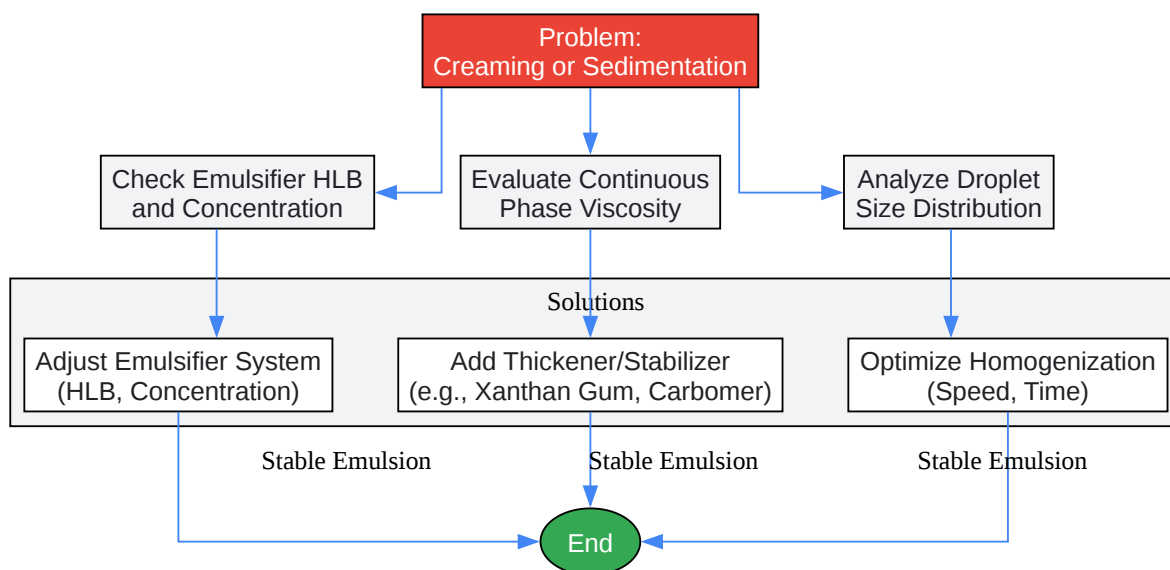 Problem:
Creaming or Sedimentation
Check Emulsifier HLB
and Concentration
Evaluate Continuous
Phase Viscosity
Analyze Droplet
Size Distribution
Solutions
Adjust Emulsifier System
(HLB, Concentration)
Add Thickener/Stabilizer
(e.g., Xanthan Gum, Carbomer)
Optimize Homogenization
(Speed, Time)
Stable Emulsion
Stable Emulsion
Stable Emulsion
End